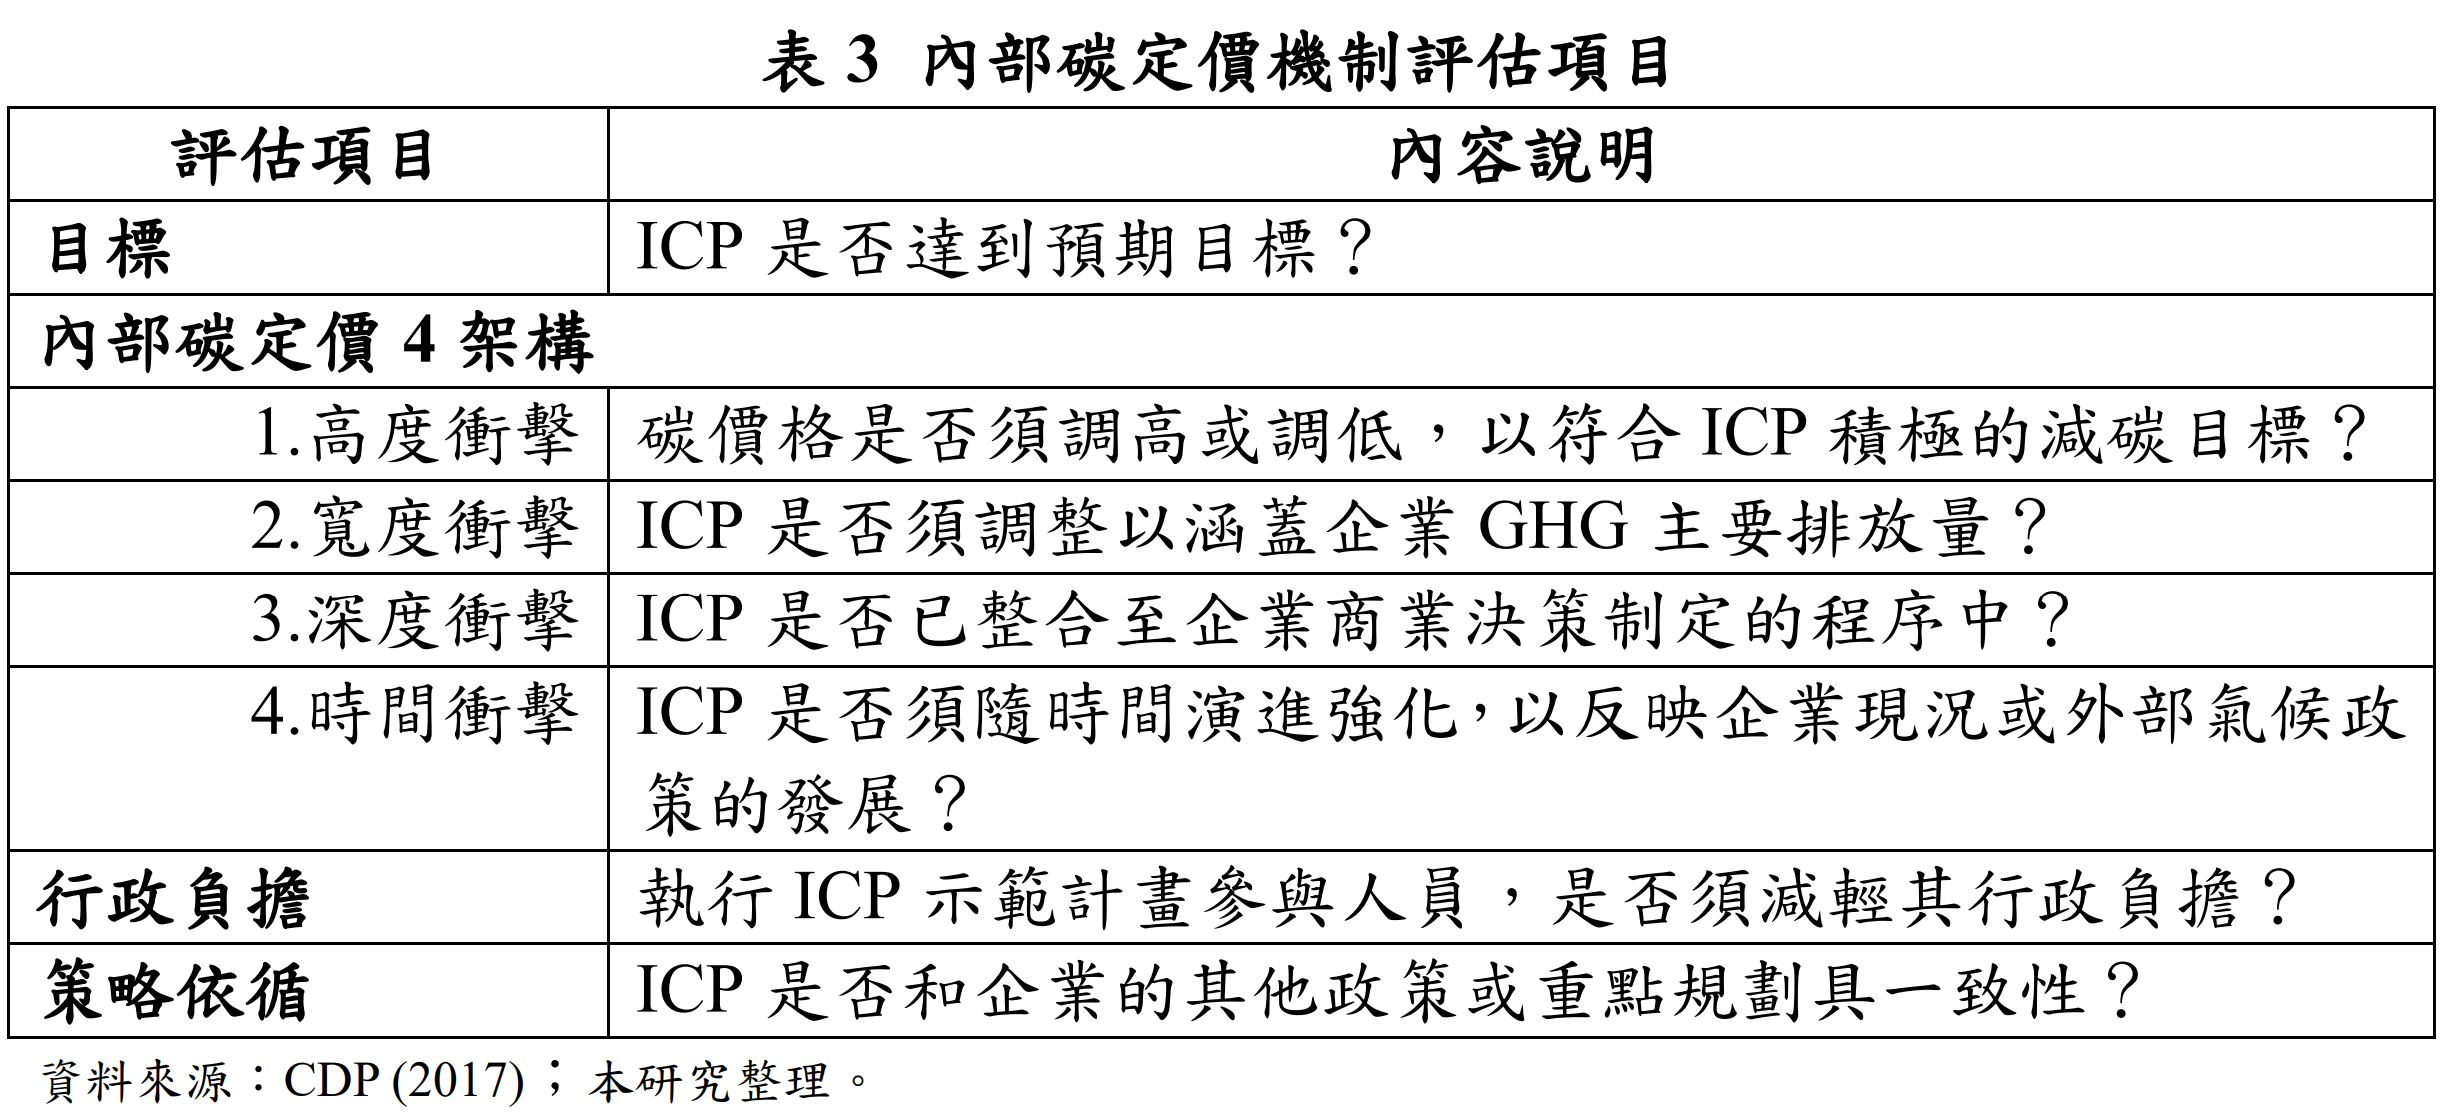 表 3 內部碳定價機制評估項目
評估項目 內容說明
目標 ICP 是否達到預期目標？
內部碳定價 4 架構
1.高度衝擊 碳價格是否須調高或調低，以符合 ICP 積極的減碳目標？
2.寬度衝擊 ICP 是否須調整以涵蓋企業 GHG 主要排放量？
3.深度衝擊 ICP 是否已整合至企業商業決策制定的程序中？
4.時間衝擊 ICP 是否須隨時間演進強化，以反映企業現況或外部氣候政
策的發展？
行政負擔 執行 ICP 示範計畫參與人員，是否須減輕其行政負擔？
策略依循 ICP 是否和企業的其他政策或重點規劃具一致性？
資料來源：CDP (2017)；本研究整理。